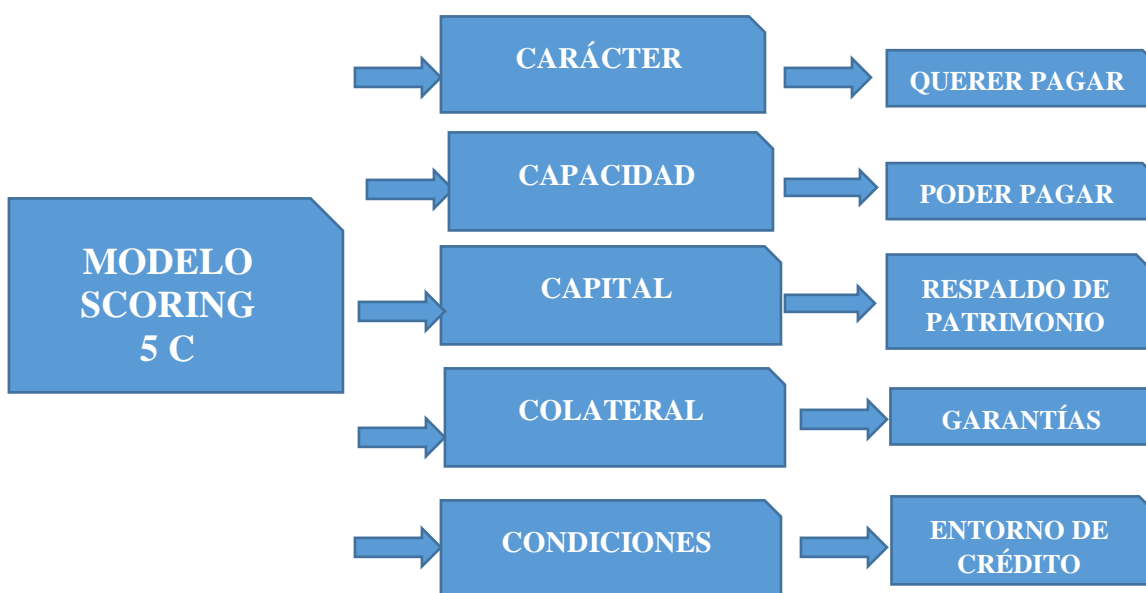 MODELO
SCORING
5 C
CARÁCTER
QUERER PAGAR
CAPACIDAD
PODER PAGAR
CAPITAL
RESPALDO DE
PATRIMONIO
COLATERAL
GARANTÍAS
CONDICIONES
ENTORNO DE
CRÉDITO